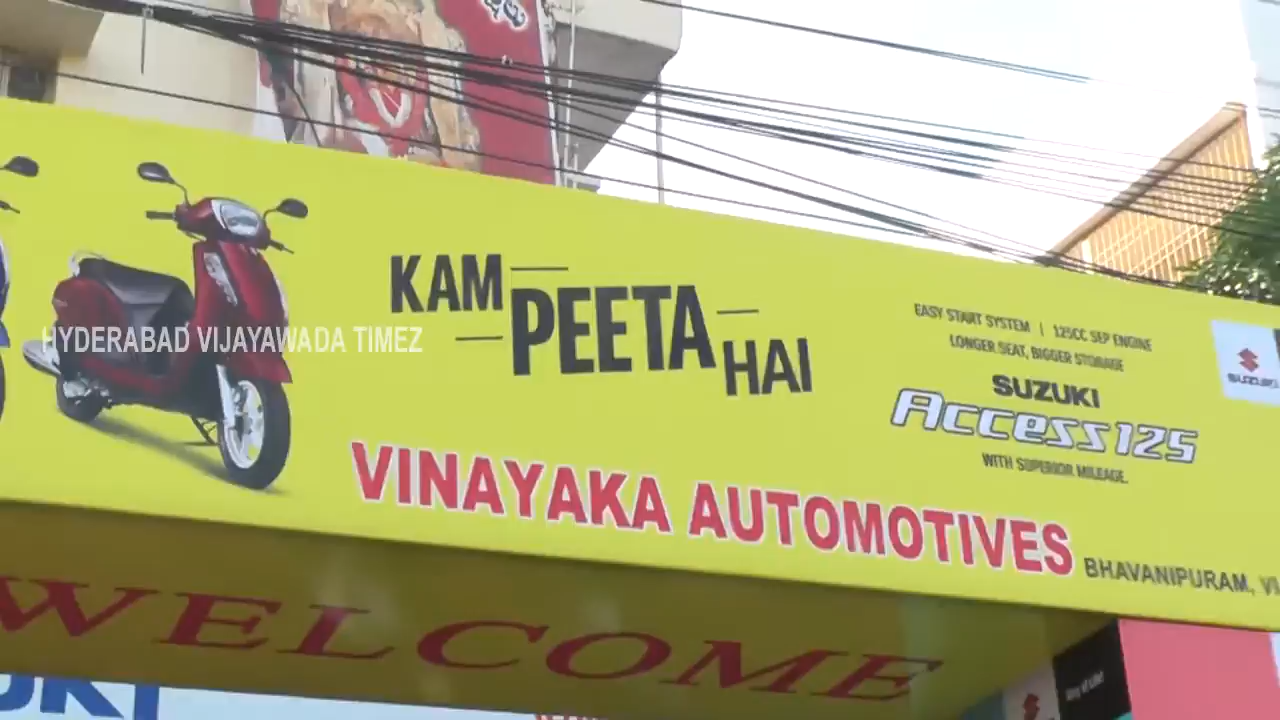 KAM
PEETA
HAI
EASY START SYSTEM | 125CC SEP ENGINE
LONGER SEAT, BIGGER STORAGE
SUZUKI
Access 125
WITH SUPERIOR MILEAGE.
SUZUKI
HYDERABAD VIJAYAWADA TIMEZ
VINAYAKA AUTOMOTIVES BHAVANIPURAM,
WELCOME